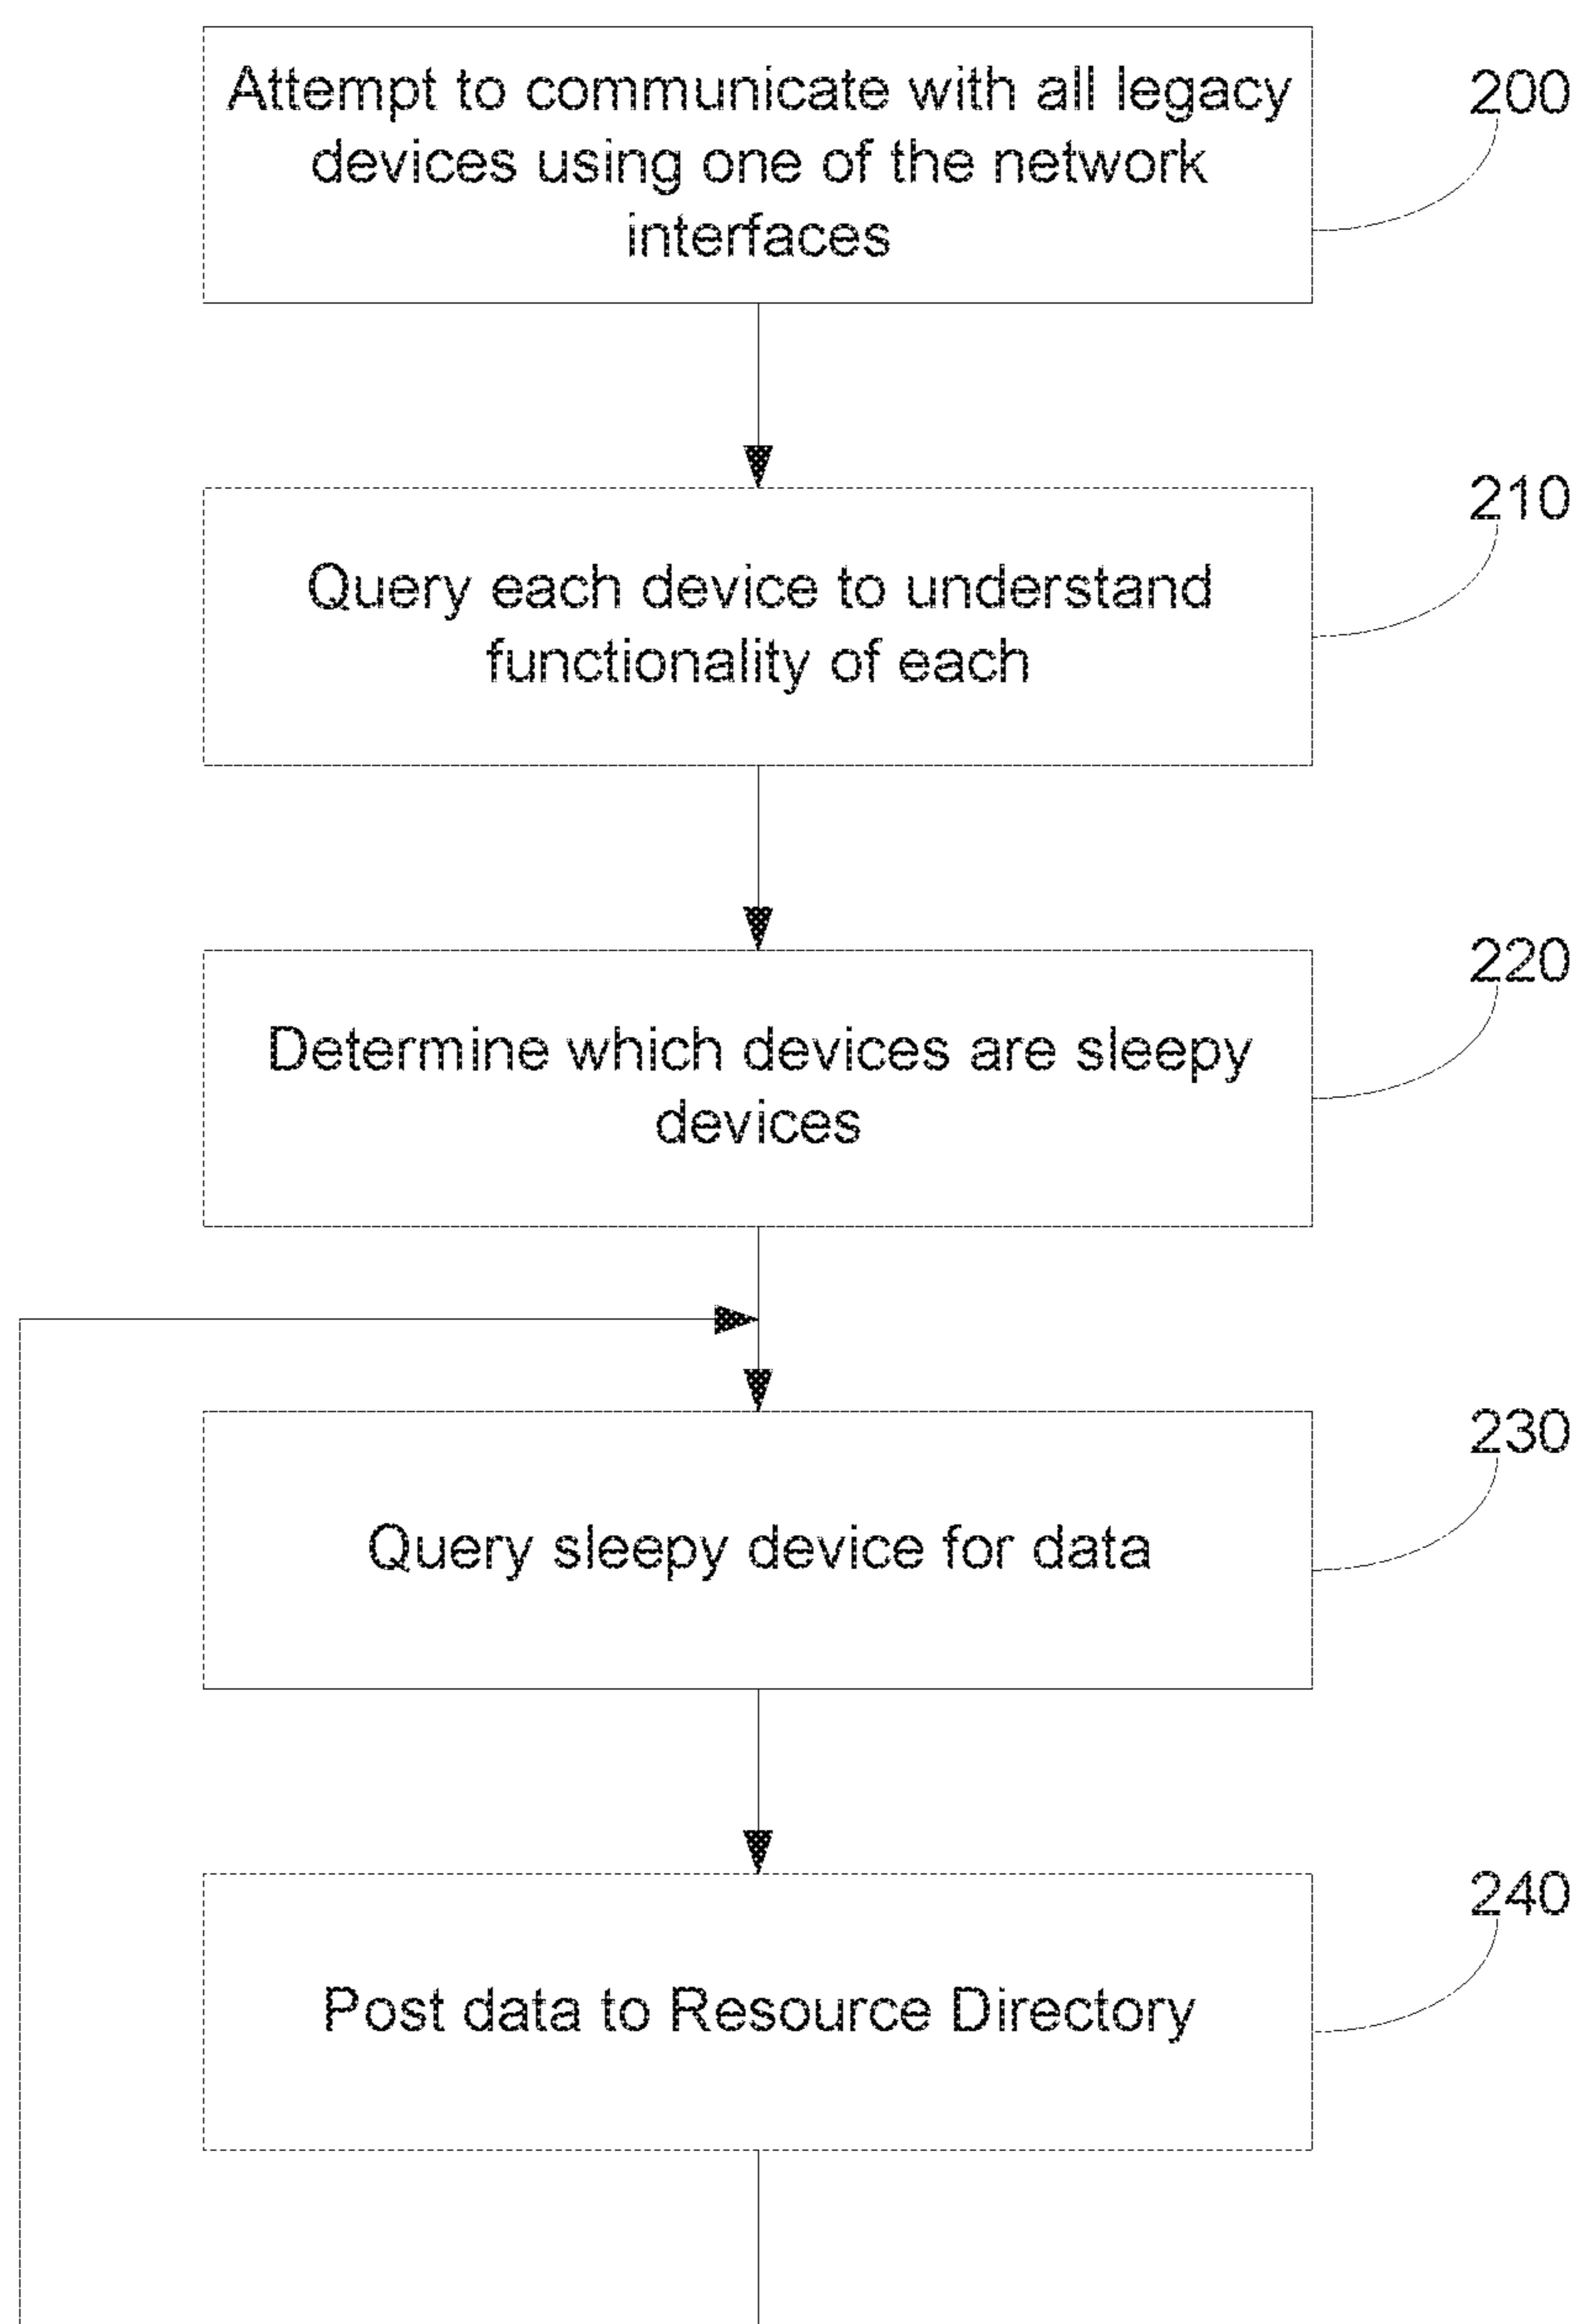 Attempt to communicate with all legacy
devices using one of the network
interfaces
200
Query each device to understand
functionality of each
210
Determine which devices are sleepy
devices
220
Query sleepy device for data
230
Post data to Resource Directory
240